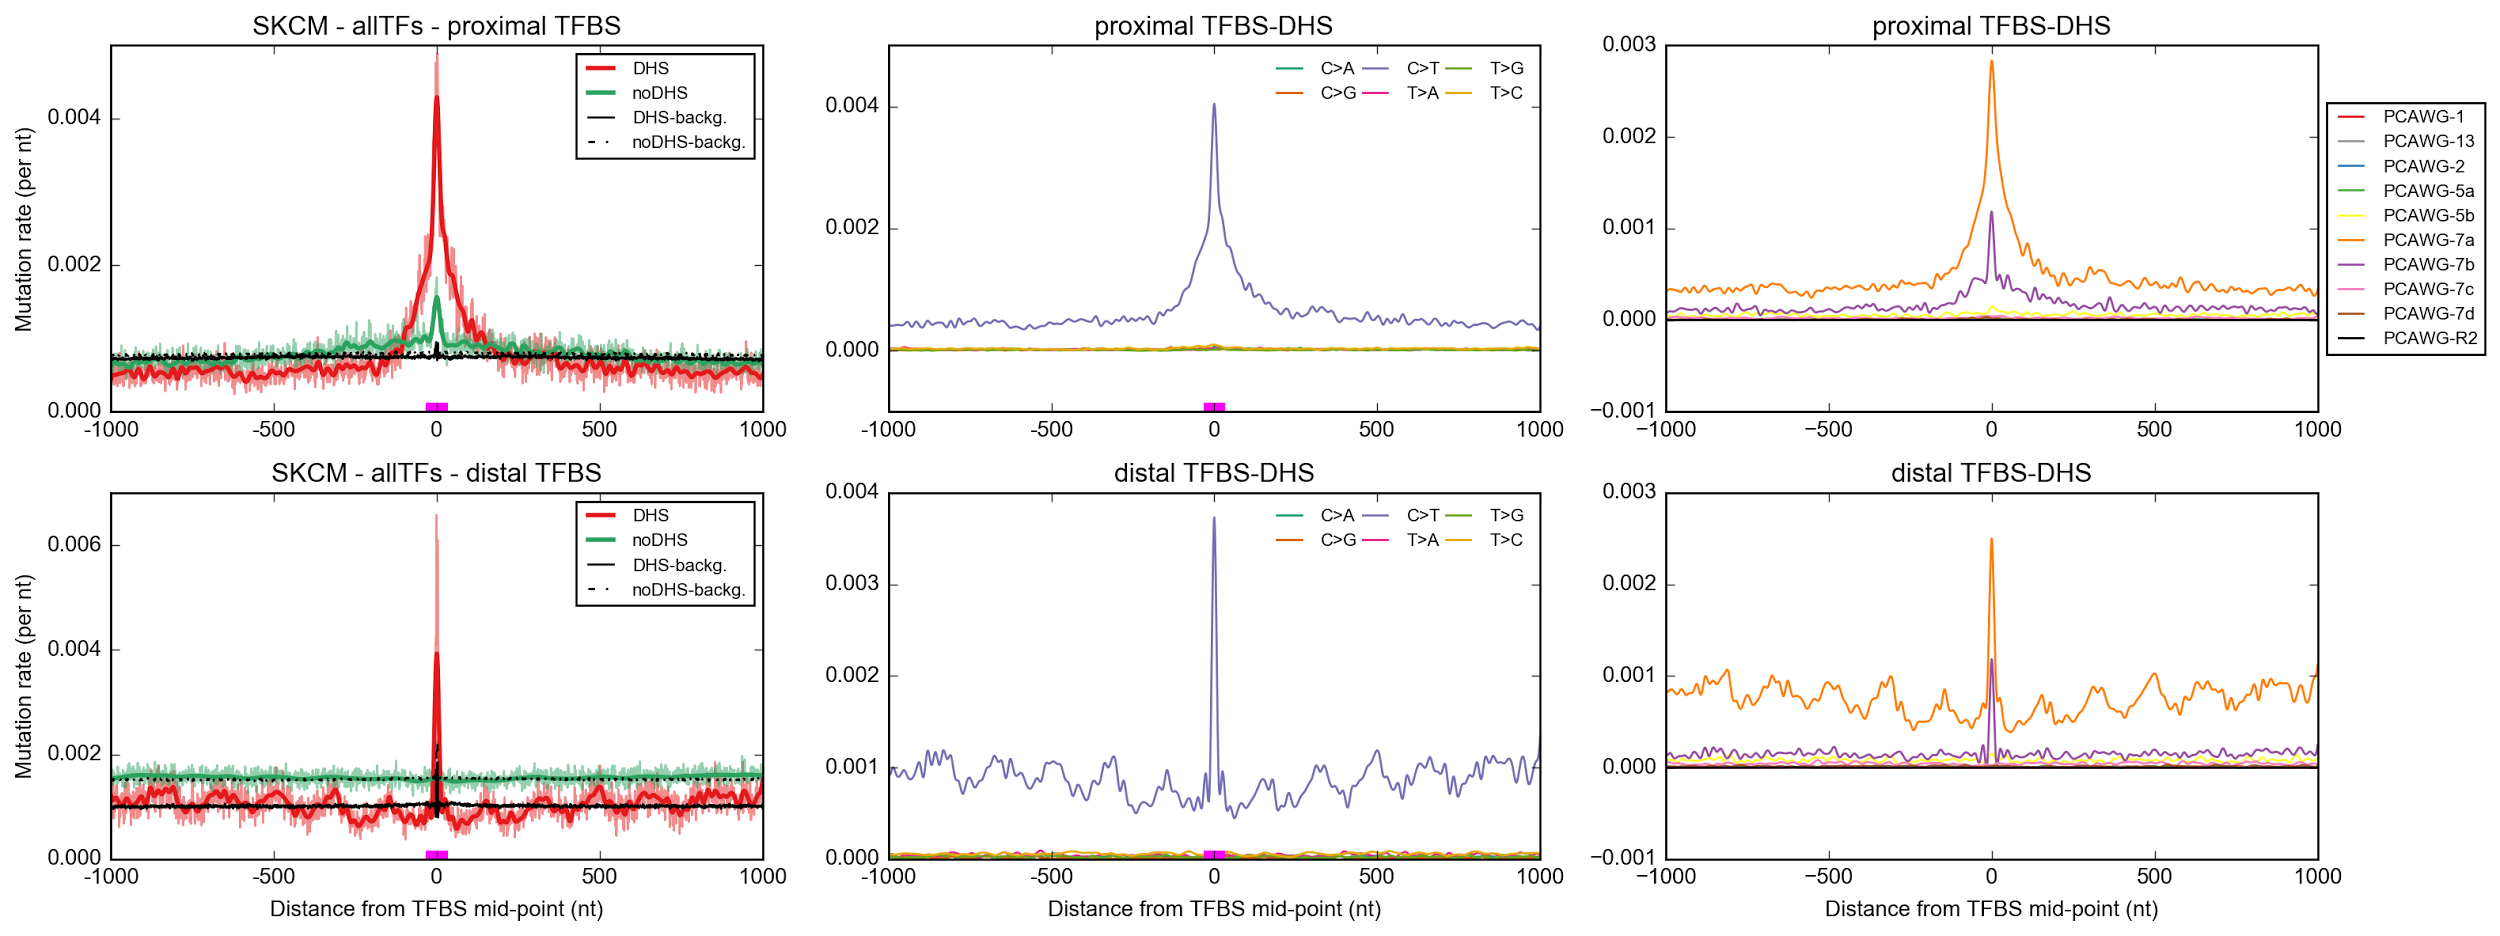 SKCM - allTFs - proximal TFBS
Mutation rate (per nt)
0.004
0.002
0.000
-1000
-500
0
500
1000
DHS
noDHS
DHS-backg.
noDHS-backg.
proximal TFBS-DHS
0.004
0.002
0.000
-1000
-500
0
500
1000
C>A C>T T>G
C>G T>A T>C
proximal TFBS-DHS
0.003
0.002
0.001
0.000
−0.001
−1000
−500
0
500
1000
PCAWG-1
PCAWG-13
PCAWG-2
PCAWG-5a
PCAWG-5b
PCAWG-7a
PCAWG-7b
PCAWG-7c
PCAWG-7d
PCAWG-R2
SKCM - allTFs - distal TFBS
Mutation rate (per nt)
0.006
0.004
0.002
0.000
-1000
-500
0
500
1000
Distance from TFBS mid-point (nt)
DHS
noDHS
DHS-backg.
noDHS-backg.
distal TFBS-DHS
0.004
0.003
0.002
0.001
0.000
-1000
-500
0
500
1000
Distance from TFBS mid-point (nt)
C>A C>T T>G
C>G T>A T>C
distal TFBS-DHS
0.003
0.002
0.001
0.000
−0.001
−1000
−500
0
500
1000
Distance from TFBS mid-point (nt)